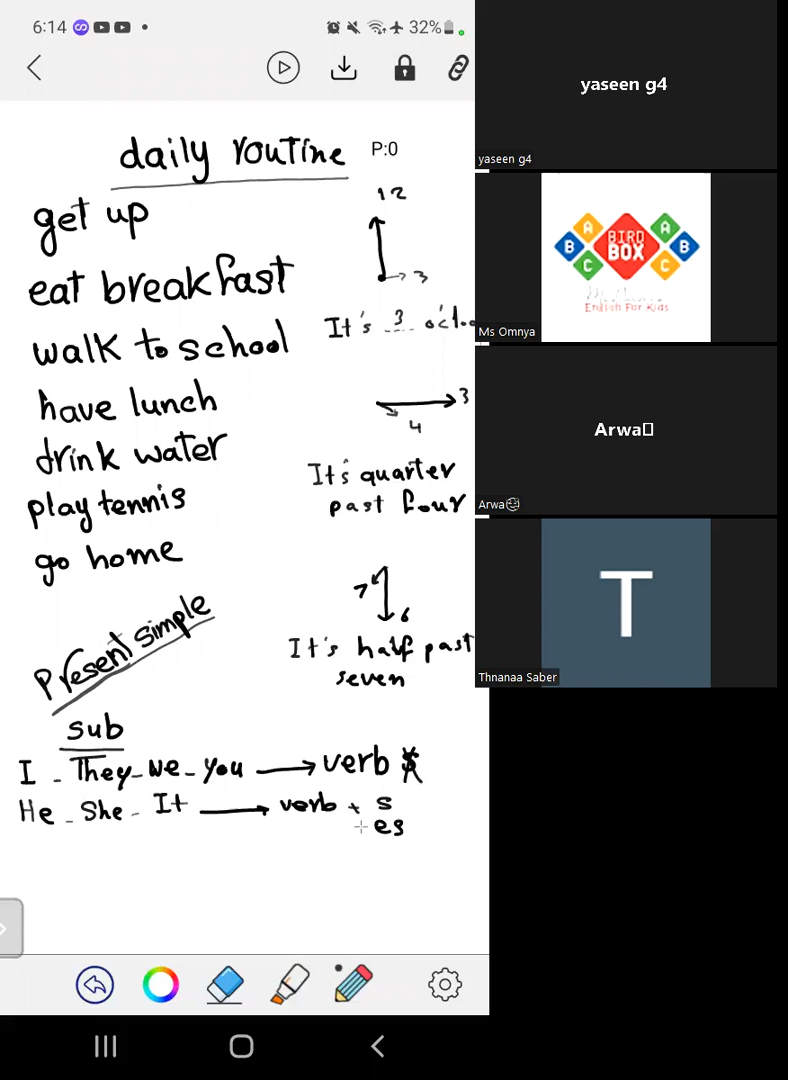 6:14
32%
daily routine
P:0
get up
eat breakfast
walk to school
have lunch
drink water
play tennis
go home
12
3
It's 3 o'cloc
3
4
It's quarter
past four
7
6
It's half past
seven
Present simple
sub
I - They - we - you → verb s
He - She - It → verb + s
+ es
yaseen g4
yaseen g4
A B C
BIRD
BOX
A B C
English For Kids
Ms Omnya
Arwa
Arwa
T
Thnanaa Saber